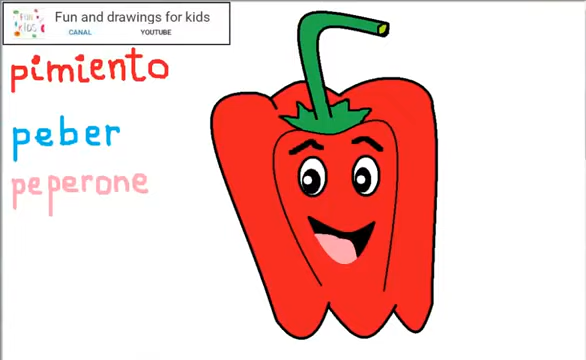 Fun and drawings for kids
CANAL YOUTUBE
pimiento
peber
peperone